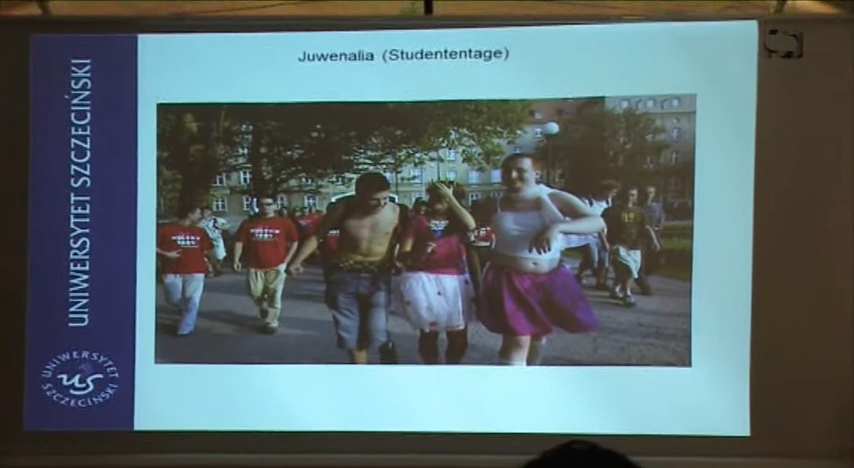 Juwenalia (Studententage)
UNIWERSYTET SZCZECIŃSKI
UNIWERSYTET
SZCZECIŃSKI